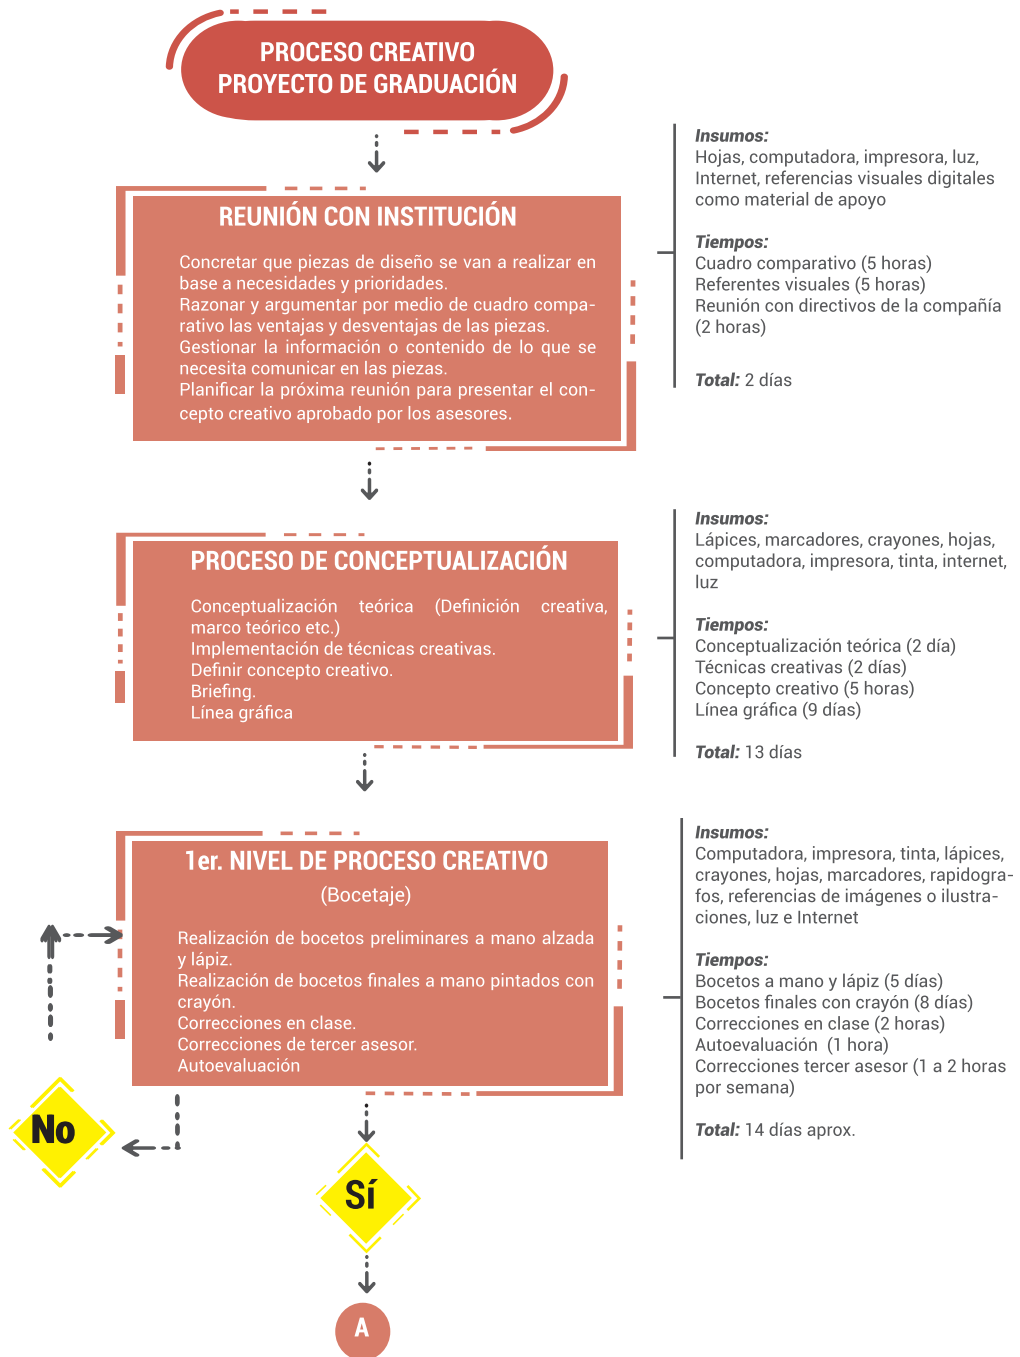 PROCESO CREATIVO
PROYECTO DE GRADUACIÓN
REUNIÓN CON INSTITUCIÓN
Concretar que piezas de diseño se van a realizar en
base a necesidades y prioridades.
Razonar y argumentar por medio de cuadro compa-
rativo las ventajas y desventajas de las piezas.
Gestionar la información o contenido de lo que se
necesita comunicar en las piezas.
Planificar la próxima reunión para presentar el con-
cepto creativo aprobado por los asesores.
Insumos:
Hojas, computadora, impresora, luz,
Internet, referencias visuales digitales
como material de apoyo
Tiempos:
Cuadro comparativo (5 horas)
Referentes visuales (5 horas)
Reunión con directivos de la compañía
(2 horas)
Total: 2 días
PROCESO DE CONCEPTUALIZACIÓN
Conceptualización teórica (Definición creativa,
marco teórico etc.)
Implementación de técnicas creativas.
Definir concepto creativo.
Briefing.
Línea gráfica
Insumos:
Lápices, marcadores, crayones, hojas,
computadora, impresora, tinta, internet,
luz
Tiempos:
Conceptualización teórica (2 día)
Técnicas creativas (2 días)
Concepto creativo (5 horas)
Línea gráfica (9 días)
Total: 13 días
1er. NIVEL DE PROCESO CREATIVO
(Bocetaje)
Realización de bocetos preliminares a mano alzada
y lápiz.
Realización de bocetos finales a mano pintados con
crayón.
Correcciones en clase.
Correcciones de tercer asesor.
Autoevaluación
Insumos:
Computadora, impresora, tinta, lápices,
crayones, hojas, marcadores, rapidogra-
fos, referencias de imágenes o ilustra-
ciones, luz e Internet
Tiempos:
Bocetos a mano y lápiz (5 días)
Bocetos finales con crayón (8 días)
Correcciones en clase (2 horas)
Autoevaluación (1 hora)
Correcciones tercer asesor (1 a 2 horas
por semana)
Total: 14 días aprox.
No
Sí
A